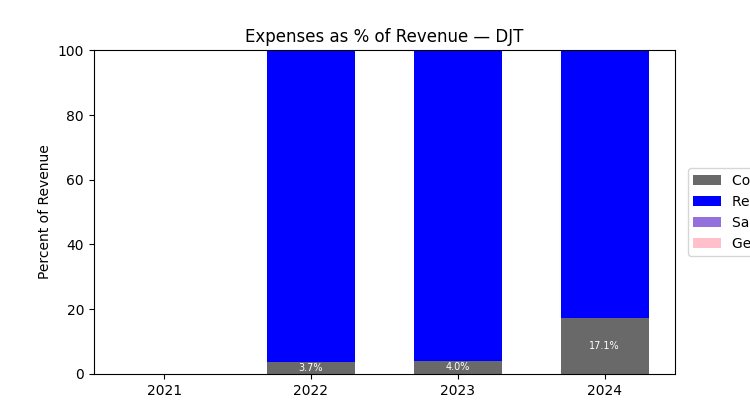 Expenses as % of Revenue — DJT
100
80
60
40
20
0
Percent of Revenue
3.7%
4.0%
17.1%
2021 2022 2023 2024
Co
Re
Sa
Ge